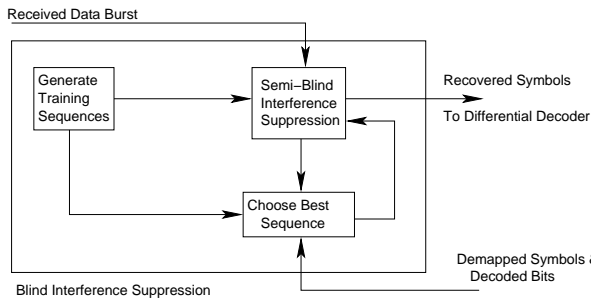 Received Data Burst
Generate
Training
Sequences
Semi−Blind
Interference
Suppression
Recovered Symbols
To Differential Decoder
Choose Best
Sequence
Demapped Symbols &
Decoded Bits
Blind Interference Suppression